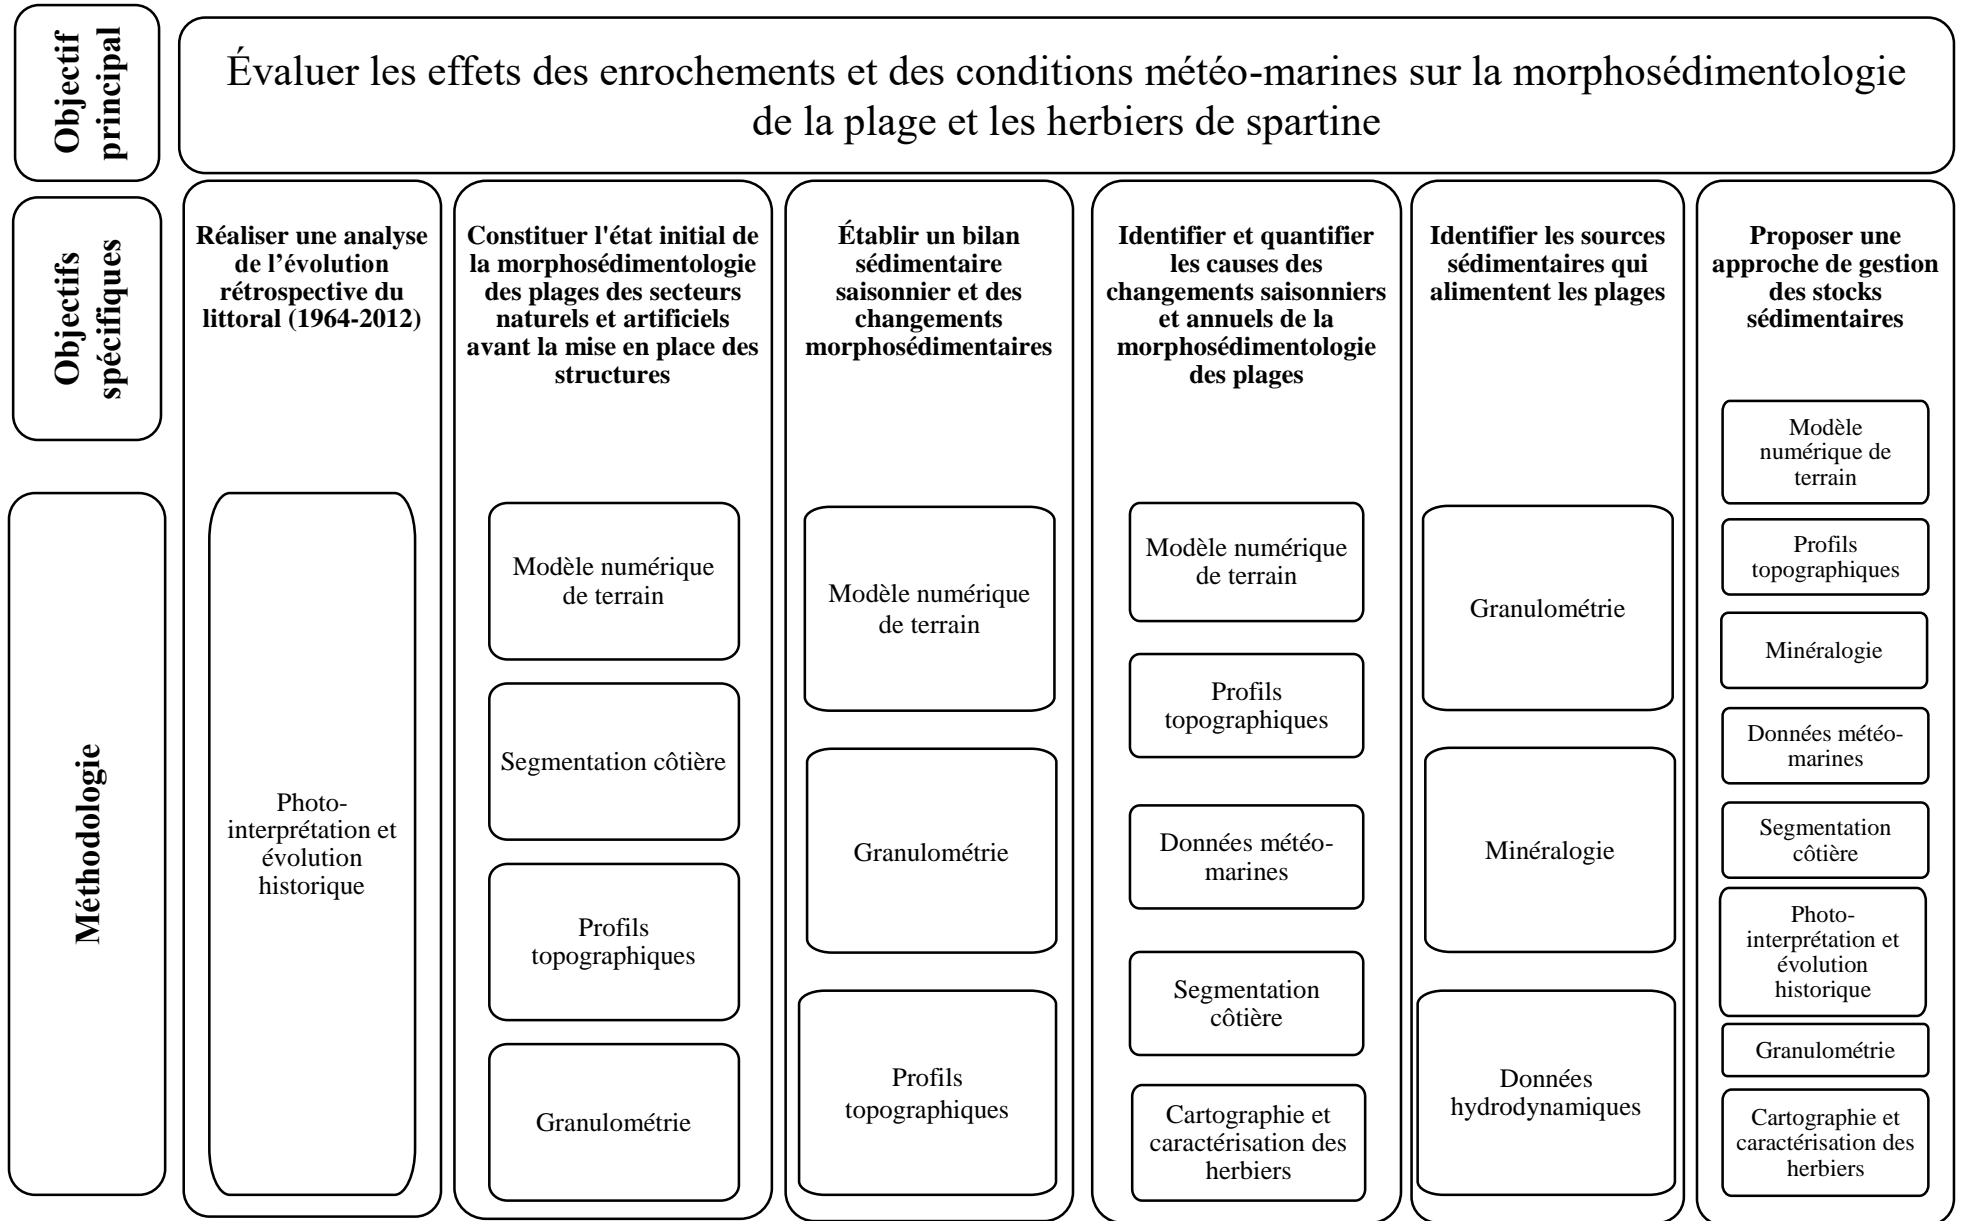 Objectif
principal
Évaluer les effets des enrochements et des conditions météo-marines sur la morphosédimentologie
de la plage et les herbiers de spartine
Objectifs
spécifiques
Réaliser une analyse
de l’évolution
rétrospective du
littoral (1964-2012)
Constituer l'état initial de
la morphosédimentologie
des plages des secteurs
naturels et artificiels
avant la mise en place des
structures
Établir un bilan
sédimentaire
saisonnier et des
changements
morphosédimentaires
Identifier et quantifier
les causes des
changements saisonniers
et annuels de la
morphosédimentologie
des plages
Identifier les sources
sédimentaires qui
alimentent les plages
Proposer une
approche de gestion
des stocks
sédimentaires
Méthodologie
Photo-
interprétation et
évolution
historique
Modèle numérique
de terrain
Segmentation côtière
Profils
topographiques
Granulométrie
Modèle numérique
de terrain
Granulométrie
Profils
topographiques
Modèle numérique
de terrain
Profils
topographiques
Données météo-
marines
Segmentation
côtière
Cartographie et
caractérisation des
herbiers
Granulométrie
Minéralogie
Données
hydrodynamiques
Modèle
numérique de
terrain
Profils
topographiques
Minéralogie
Données météo-
marines
Segmentation
côtière
Photo-
interprétation et
évolution
historique
Granulométrie
Cartographie et
caractérisation des
herbiers